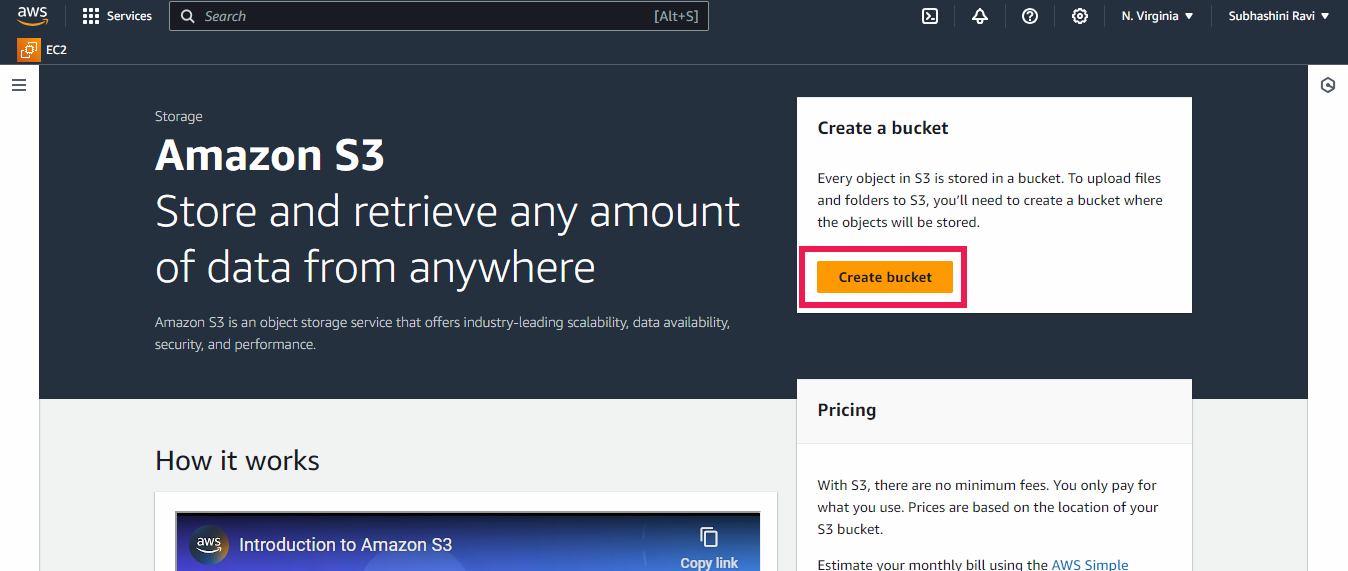 aws
Services
Search
[Alt+S]
N. Virginia
Subhashini Ravi
EC2
Storage
Amazon S3
Store and retrieve any amount
of data from anywhere
Amazon S3 is an object storage service that offers industry-leading scalability, data availability,
security, and performance.
Create a bucket
Every object in S3 is stored in a bucket. To upload files
and folders to S3, you’ll need to create a bucket where
the objects will be stored.
Create bucket
How it works
aws
Introduction to Amazon S3
Copy link
Pricing
With S3, there are no minimum fees. You only pay for
what you use. Prices are based on the location of your
S3 bucket.
Estimate your monthly bill using the AWS Simple